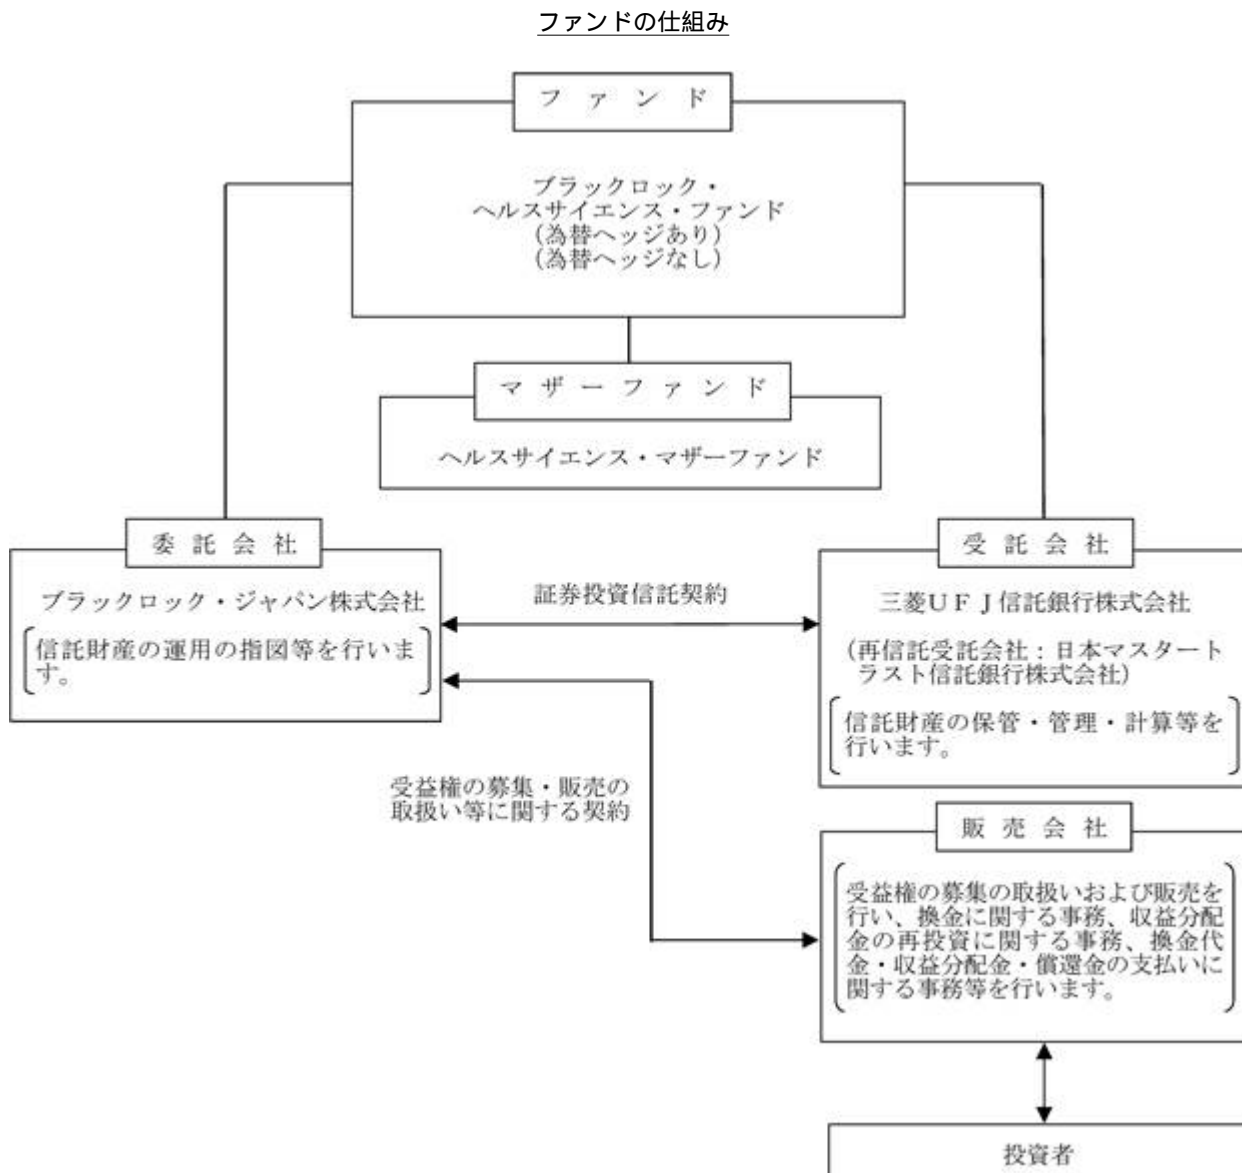 ファンドの仕組み
ファンド
ブラックロック・
ヘルスサイエンス・ファンド
(為替ヘッジあり)
(為替ヘッジなし)
マザーファンド
ヘルスサイエンス・マザーファンド
委託会社
ブラックロック・ジャパン株式会社
信託財産の運用の指図等を行いま
す。
証券投資信託契約
受託会社
三菱UFJ信託銀行株式会社
(再信託受託会社:日本マスタート
ラスト信託銀行株式会社)
信託財産の保管・管理・計算等を
行います。
受益権の募集・販売の
取扱い等に関する契約
販売会社
受益権の募集の取扱いおよび販売を
行い、換金に関する事務、収益分配
金の再投資に関する事務、換金代
金・収益分配金・償還金の支払いに
関する事務等を行います。
投資者